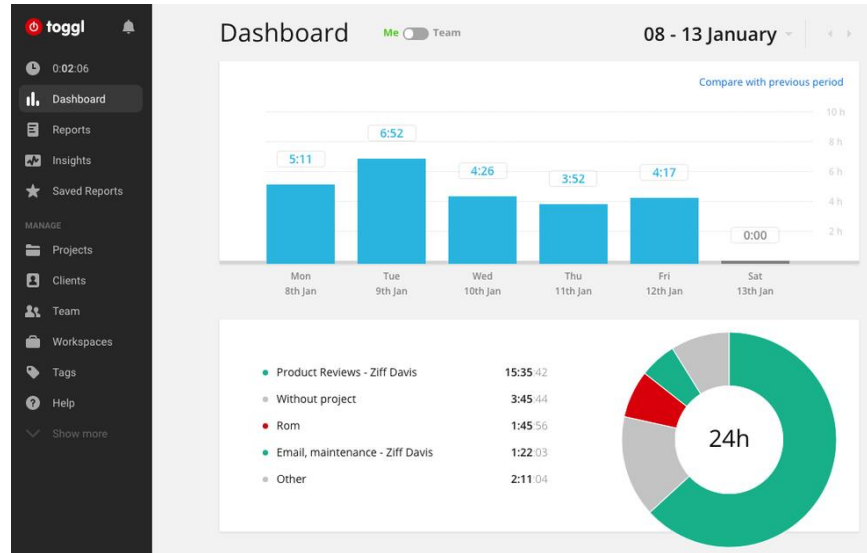 toggl
0:02:06
Dashboard
Reports
Insights
Saved Reports
MANAGE
Projects
Clients
Team
Workspaces
Tags
Help
Show more
Dashboard
Me Team
08 - 13 January
Compare with previous period
10 h
8 h
6 h
4 h
2 h
5:11
6:52
4:26
3:52
4:17
0:00
Mon
8th Jan
Tue
9th Jan
Wed
10th Jan
Thu
11th Jan
Fri
12th Jan
Sat
13th Jan
Product Reviews - Ziff Davis 15:35:42
Without project 3:45:44
Rom 1:45:56
Email, maintenance - Ziff Davis 1:22:03
Other 2:11:04
24h